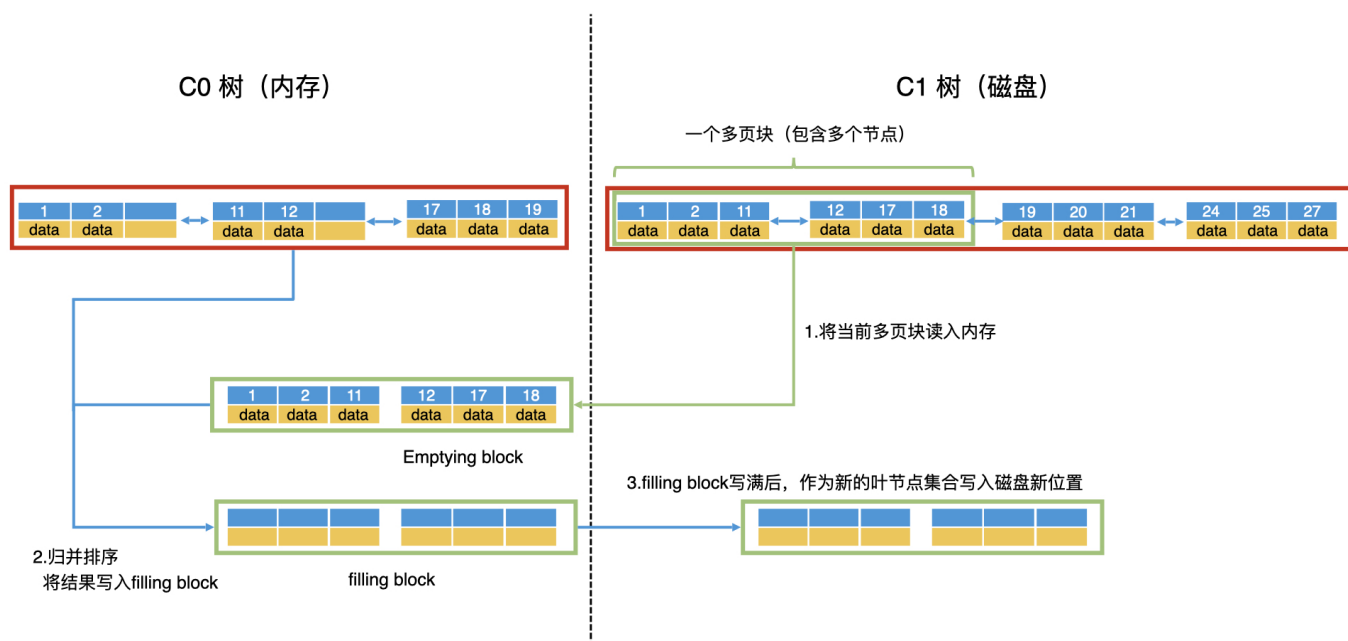 C0 树（内存）
C1 树（磁盘）
一个多页块（包含多个节点）
1 2
data data
11 12
data data
17 18 19
data data data
1 2 11
data data data
12 17 18
data data data
19 20 21
data data data
24 25 27
data data data
1.将当前多页块读入内存
1 2 11
data data data
12 17 18
data data data
Emptying block
3.filling block写满后，作为新的叶节点集合写入磁盘新位置
2.归并排序
将结果写入filling block
filling block